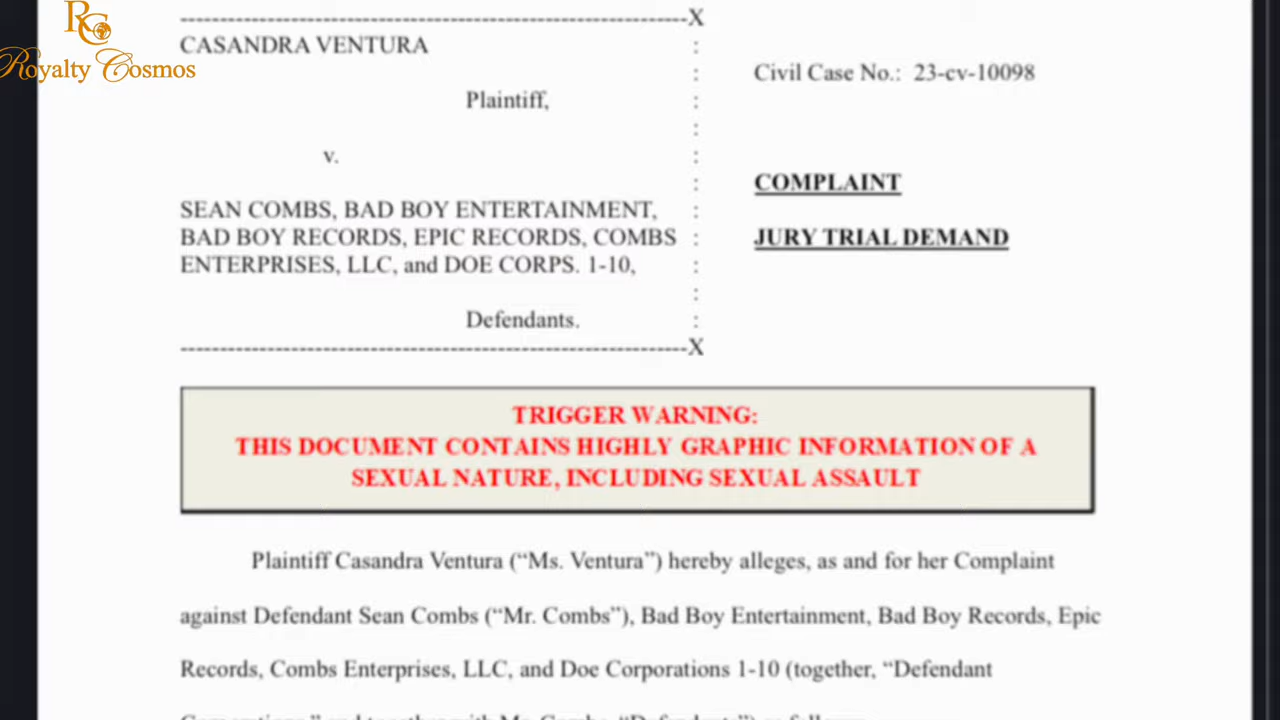 RC
Royalty Cosmos
---------------------------------------------------------------X
CASANDRA VENTURA :
: Civil Case No.: 23-cv-10098
Plaintiff, :
:
v. :
: COMPLAINT
SEAN COMBS, BAD BOY ENTERTAINMENT, :
BAD BOY RECORDS, EPIC RECORDS, COMBS : JURY TRIAL DEMAND
ENTERPRISES, LLC, and DOE CORPS. 1-10, :
:
Defendants. :
---------------------------------------------------------------X
TRIGGER WARNING:
THIS DOCUMENT CONTAINS HIGHLY GRAPHIC INFORMATION OF A
SEXUAL NATURE, INCLUDING SEXUAL ASSAULT
Plaintiff Casandra Ventura (“Ms. Ventura”) hereby alleges, as and for her Complaint
against Defendant Sean Combs (“Mr. Combs”), Bad Boy Entertainment, Bad Boy Records, Epic
Records, Combs Enterprises, LLC, and Doe Corporations 1-10 (together, “Defendant